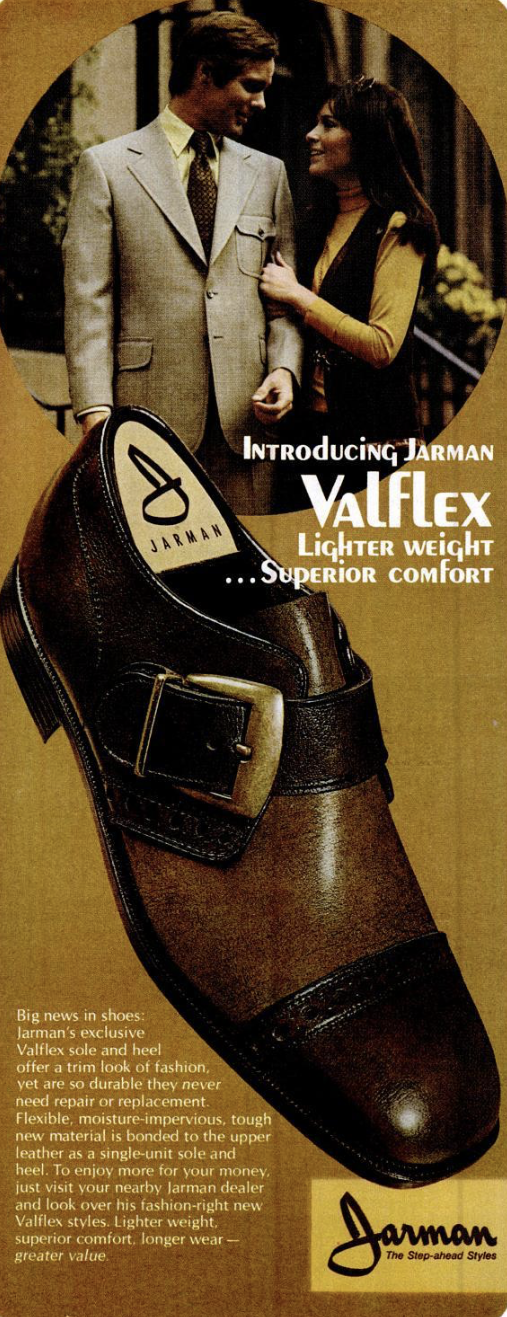 Introducing Jarman
Valflex
Lighter weight
...Superior comfort
JARMAN
Big news in shoes:
Jarman's exclusive
Valflex sole and heel
offer a trim look of fashion,
yet are so durable they never
need repair or replacement.
Flexible, moisture-impervious, tough
new material is bonded to the upper
leather as a single-unit sole and
heel. To enjoy more for your money,
just visit your nearby Jarman dealer
and look over his fashion-right new
Valflex styles. Lighter weight,
superior comfort, longer wear—
greater value.
Jarman
The Step-ahead Styles